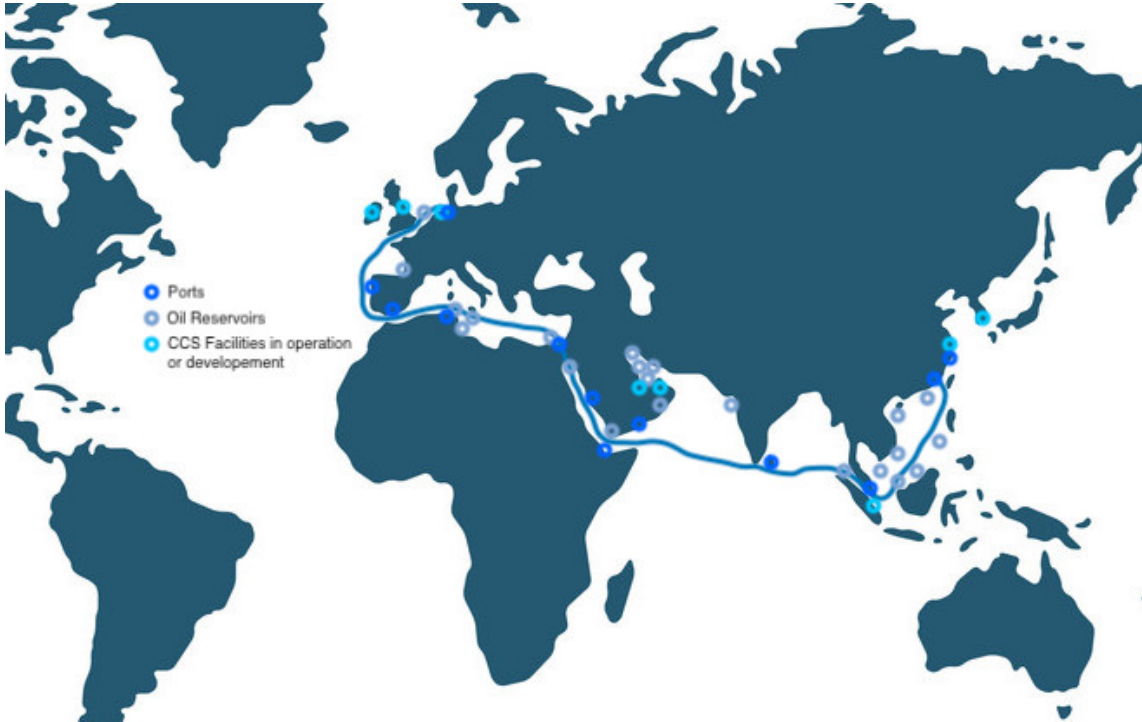 Ports
Oil Reservoirs
CCS Facilities in operation
or developement